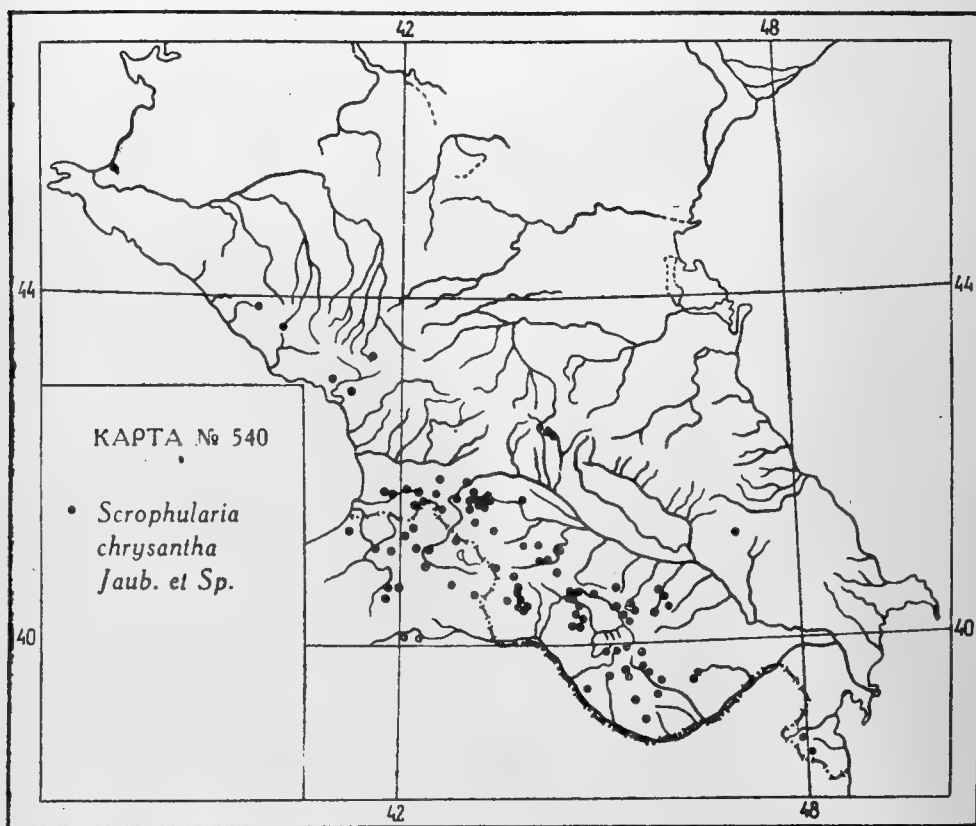 42 48
44 44
КАРТА № 540
Scrophularia
chrysantha
Jaub. et Sp.
40 40
42 48